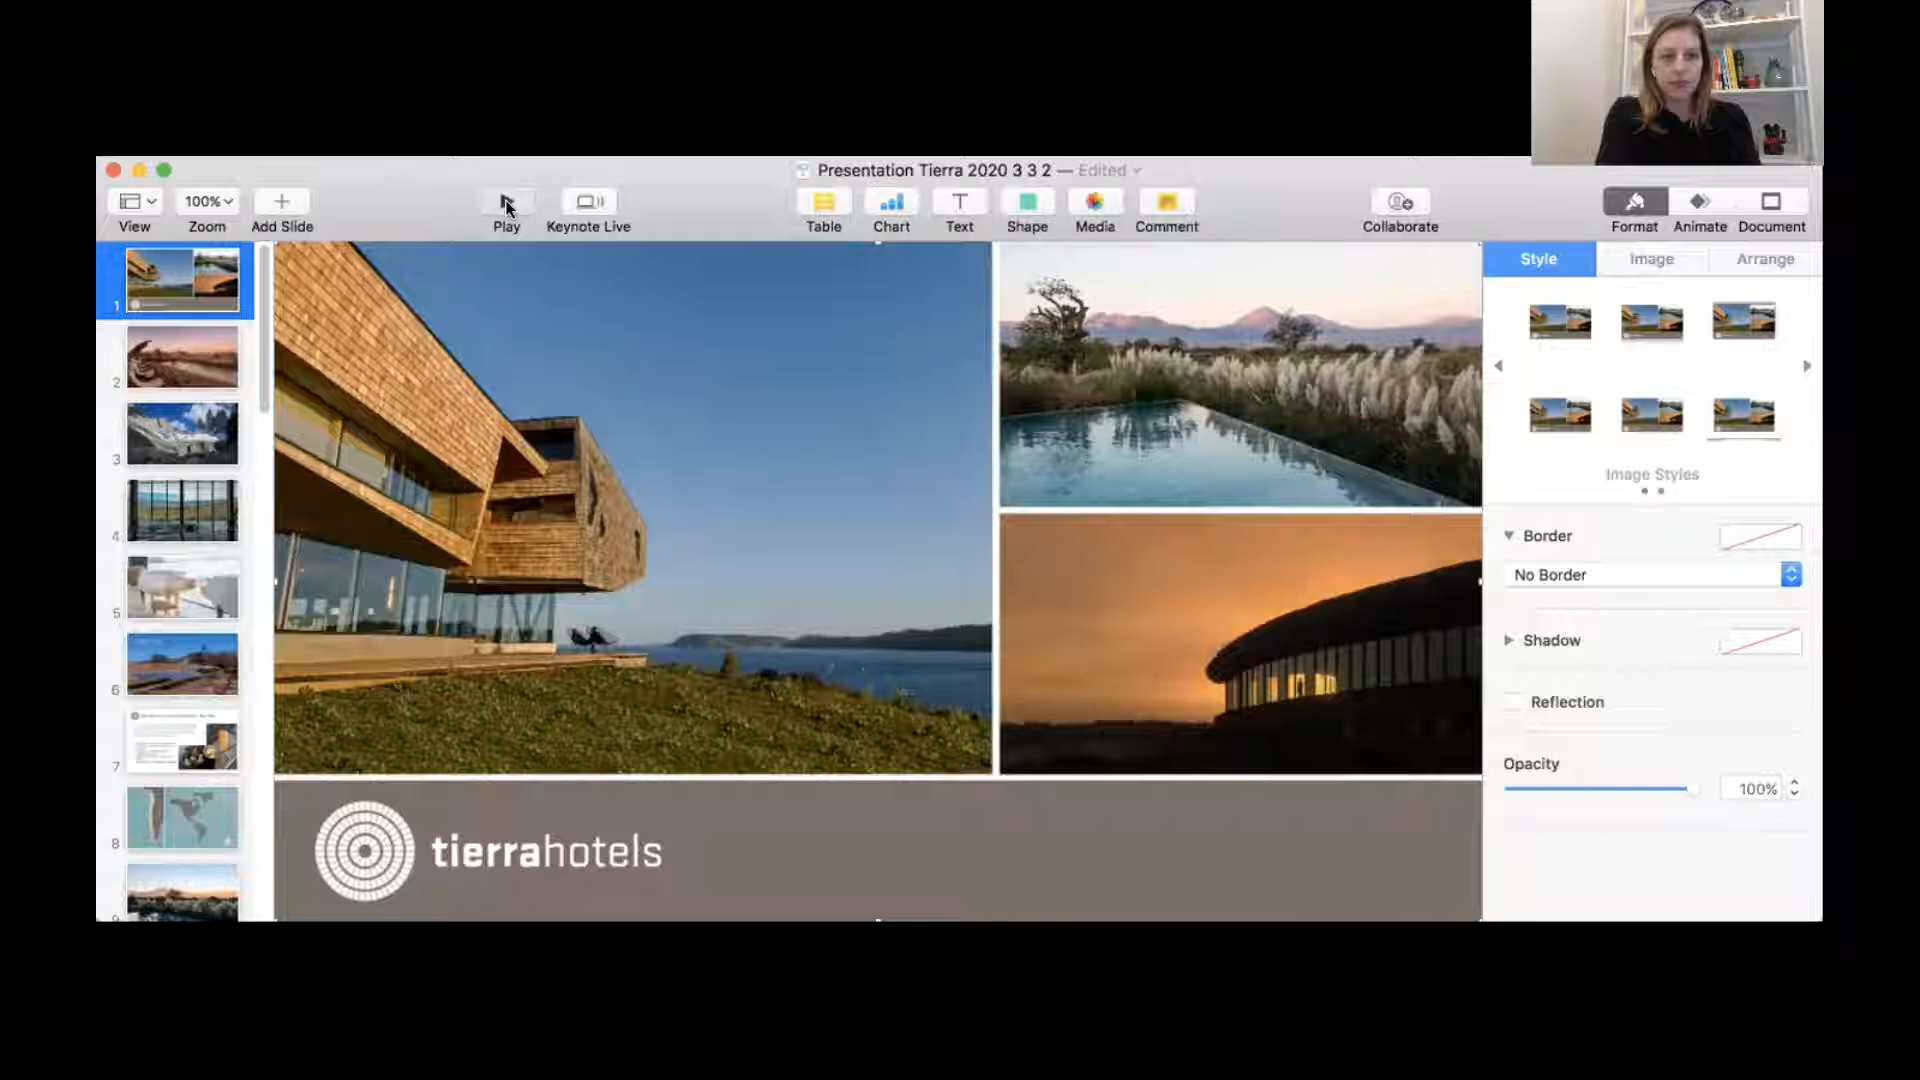 Presentation Tierra 2020 3 3 2 — Edited
100%
View
Zoom
Add Slide
Play
Keynote Live
Table
Chart
Text
Shape
Media
Comment
Collaborate
Format
Animate
Document
Style
Image
Arrange
1
2
3
4
5
6
7
8
9
Image Styles
Border
No Border
Shadow
Reflection
Opacity
100%
tierrahotels